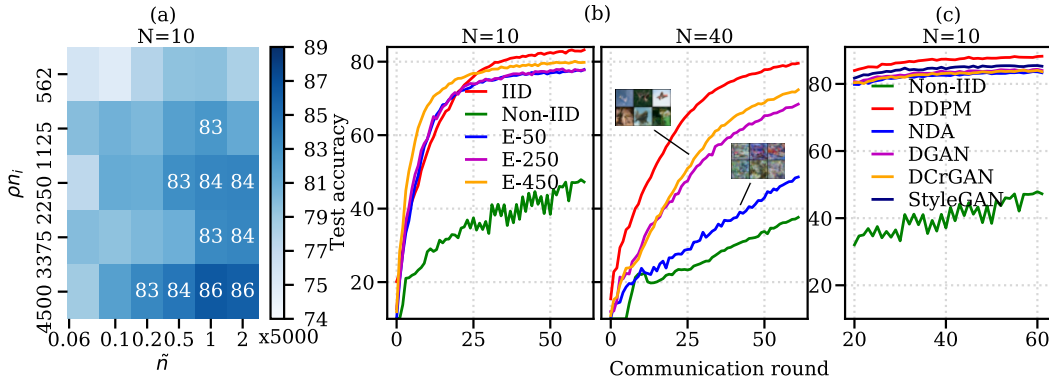 (a)
N=10
562
1125
2250
3375
4500
ρn_i
83
83 84 84
83 84
83 84 86 86
0.06 0.1 0.2 0.5 1 2 x5000
ñ
89
87
85
83
81
79
77
75
74
Test accuracy
(b)
N=10
80
60
40
20
0 25 50
IID
Non-IID
E-50
E-250
E-450
N=40
0 25 50
Communication round
(c)
N=10
80
60
40
20
20 40 60
Non-IID
DDPM
NDA
DGAN
DCrGAN
StyleGAN